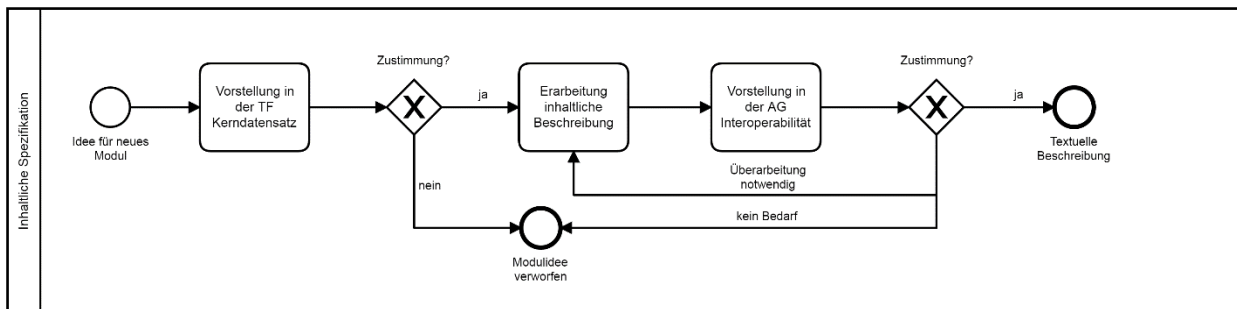 Inhaltliche Spezifikation
Idee für neues
Modul
Vorstellung in
der TF
Kerndatensatz
Zustimmung?
ja
nein
Erarbeitung
inhaltliche
Beschreibung
Vorstellung in
der AG
Interoperabilität
Zustimmung?
ja
Überarbeitung
notwendig
kein Bedarf
Textuelle
Beschreibung
Modulidee
verworfen